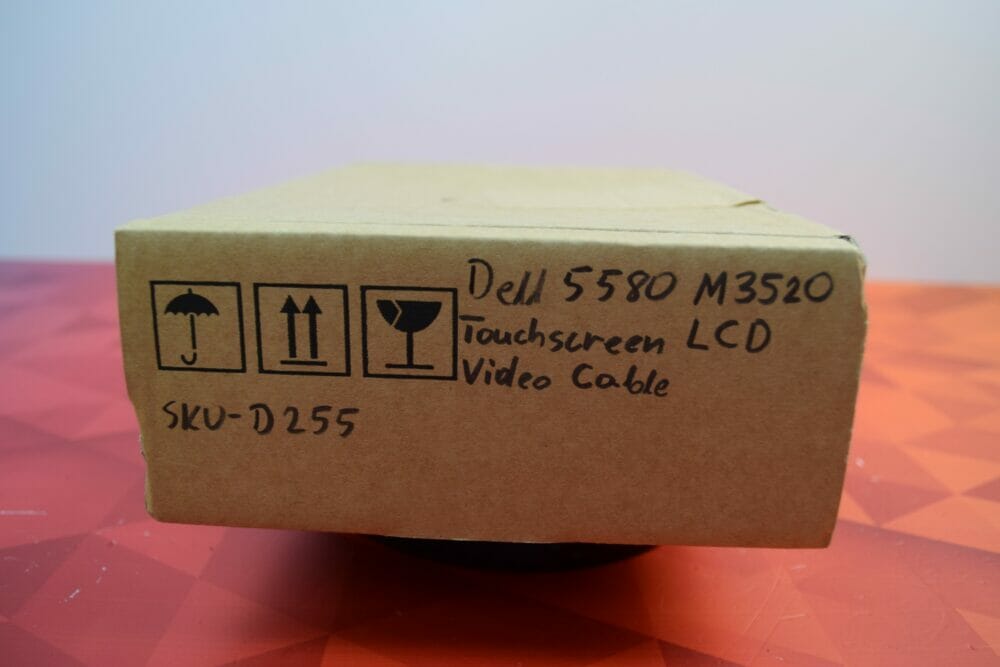 Dell 5580 M3520
Touchscreen LCD
Video Cable
SKU-D255